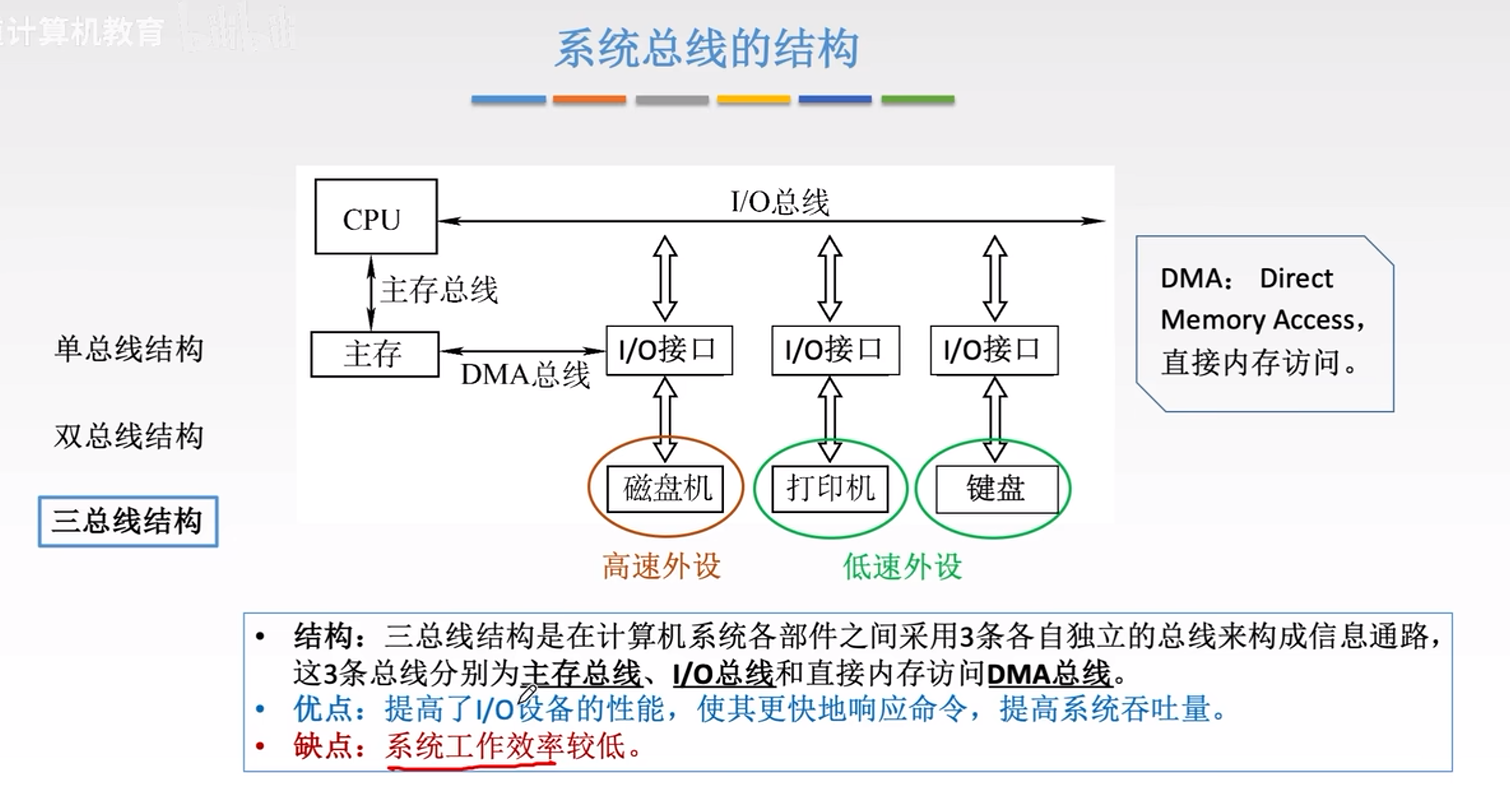 计算机教育
系统总线的结构
CPU
I/O总线
主存总线
主存
DMA总线
I/O接口
I/O接口
I/O接口
磁盘机
打印机
键盘
高速外设
低速外设
DMA： Direct
Memory Access，
直接内存访问。
单总线结构
双总线结构
三总线结构
• 结构：三总线结构是在计算机系统各部件之间采用3条各自独立的总线来构成信息通路，
这3条总线分别为主存总线、I/O总线和直接内存访问DMA总线。
• 优点：提高了I/O设备的性能，使其更快地响应命令，提高系统吞吐量。
• 缺点：系统工作效率较低。